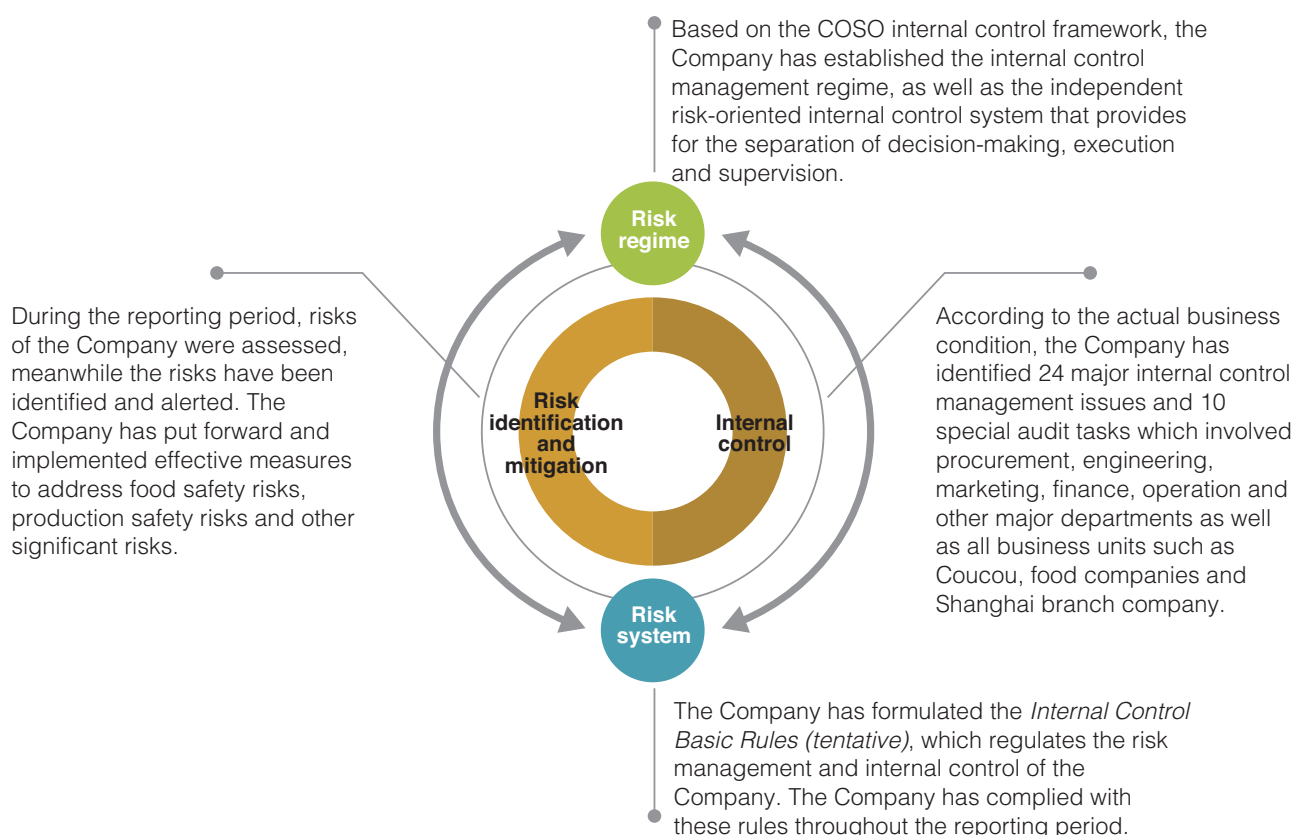 Based on the COSO internal control framework, the
Company has established the internal control
management regime, as well as the independent
risk-oriented internal control system that provides
for the separation of decision-making, execution
and supervision.
Risk
regime
During the reporting period, risks
of the Company were assessed,
meanwhile the risks have been
identified and alerted. The
Company has put forward and
implemented effective measures
to address food safety risks,
production safety risks and other
significant risks.
Risk
identification
and
mitigation
Internal
control
According to the actual business
condition, the Company has
identified 24 major internal control
management issues and 10
special audit tasks which involved
procurement, engineering,
marketing, finance, operation and
other major departments as well
as all business units such as
Coucou, food companies and
Shanghai branch company.
Risk
system
The Company has formulated the Internal Control
Basic Rules (tentative), which regulates the risk
management and internal control of the
Company. The Company has complied with
these rules throughout the reporting period.